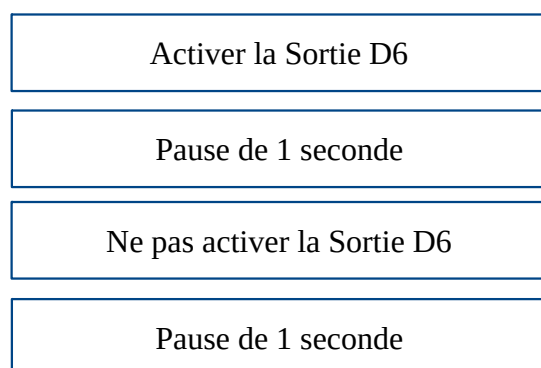 Activer la Sortie D6
Pause de 1 seconde
Ne pas activer la Sortie D6
Pause de 1 seconde